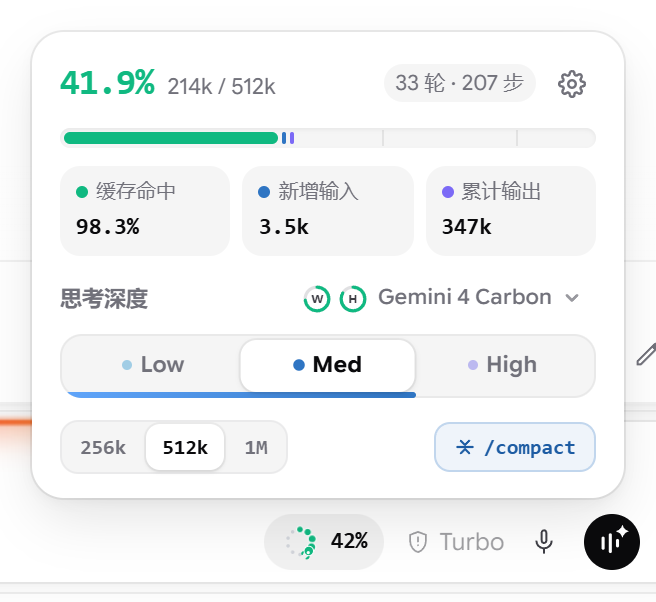 41.9% 214k / 512k 33 轮 · 207 步
缓存命中 新增输入 累计输出
98.3% 3.5k 347k
思考深度 W H Gemini 4 Carbon
Low Med High
256k 512k 1M /compact
42% Turbo